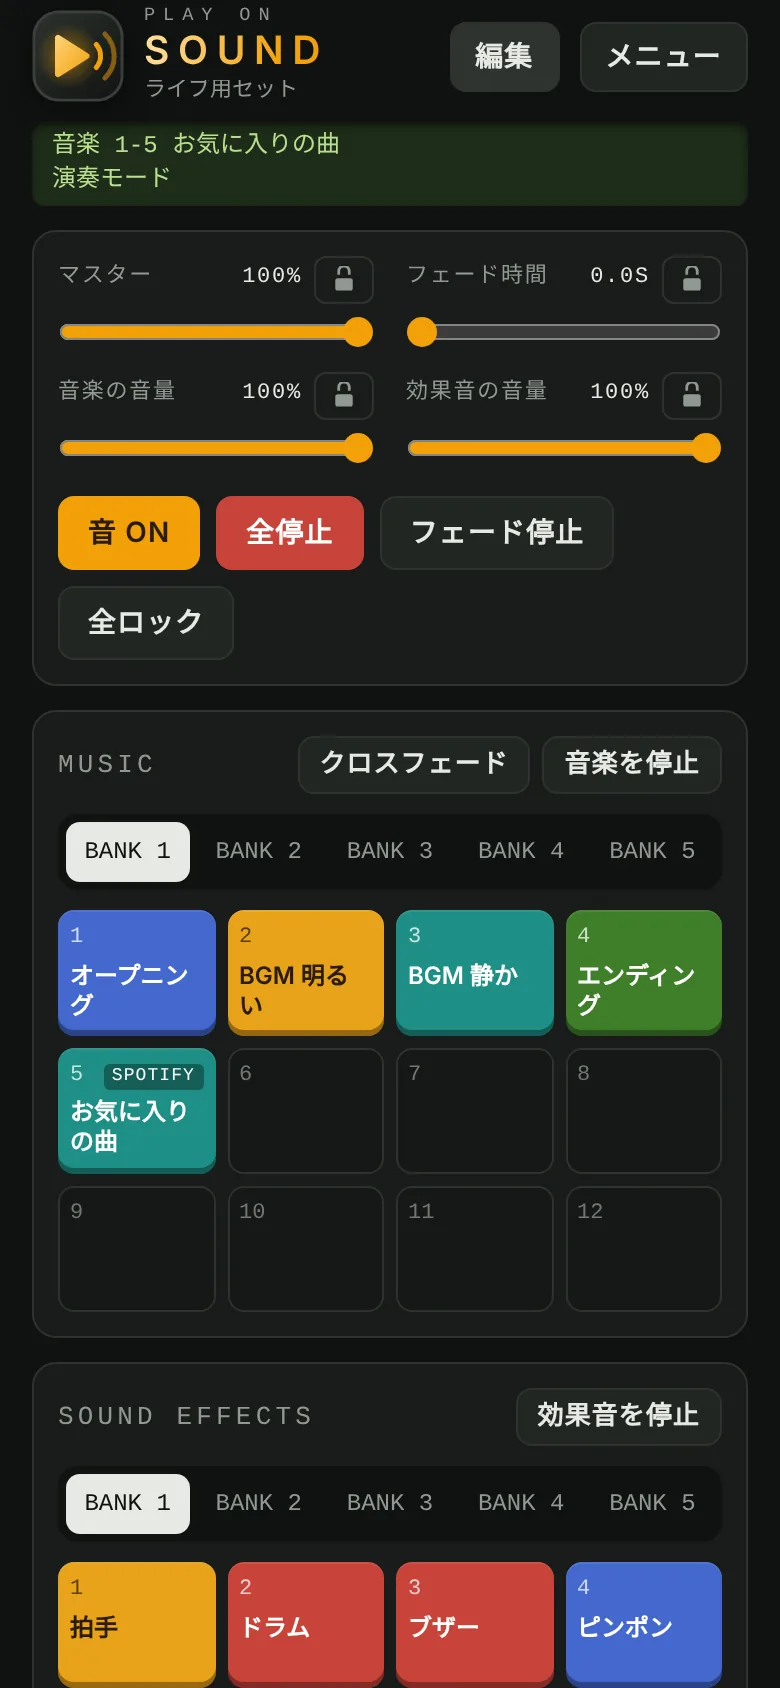 PLAY ON
SOUND
ライフ用セット
編集
メニュー
音楽 1-5 お気に入りの曲
演奏モード
マスター 100%
フェード時間 0.0S
音楽の音量 100%
効果音の音量 100%
音 ON
全停止
フェード停止
全ロック
MUSIC
クロスフェード
音楽を停止
BANK 1
BANK 2
BANK 3
BANK 4
BANK 5
1
オープニン
グ
2
BGM 明る
い
3
BGM 静か
4
エンディン
グ
5 SPOTIFY
お気に入り
の曲
6
7
8
9
10
11
12
SOUND EFFECTS
効果音を停止
BANK 1
BANK 2
BANK 3
BANK 4
BANK 5
1
拍手
2
ドラム
3
ブザー
4
ピンポン